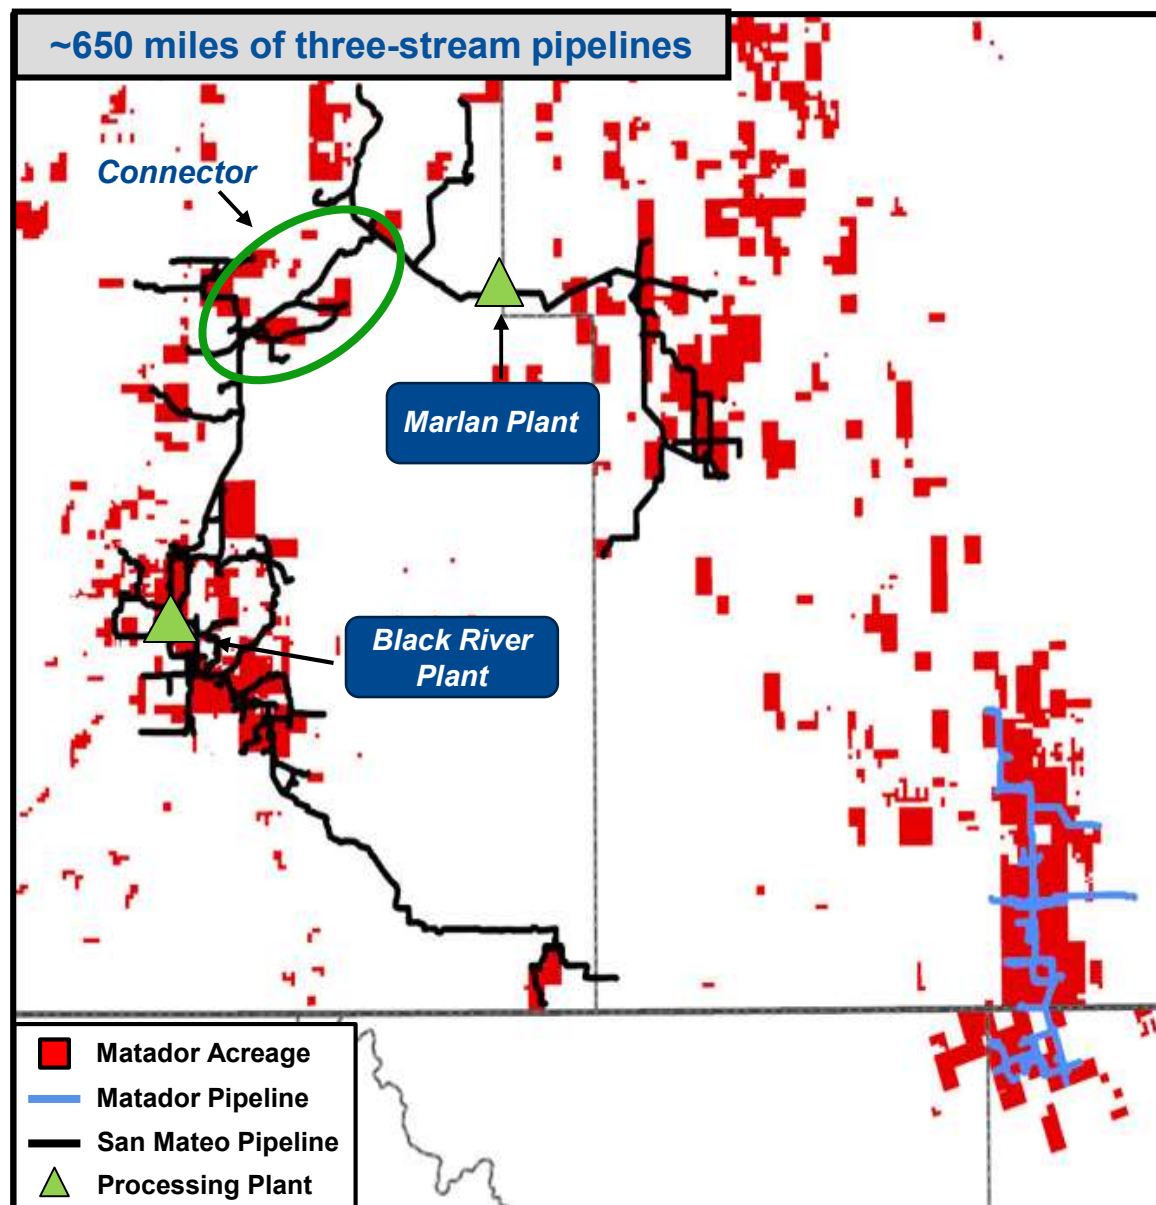 ~650 miles of three-stream pipelines
Connector
Marlan Plant
Black River
Plant
Matador Acreage
Matador Pipeline
San Mateo Pipeline
Processing Plant